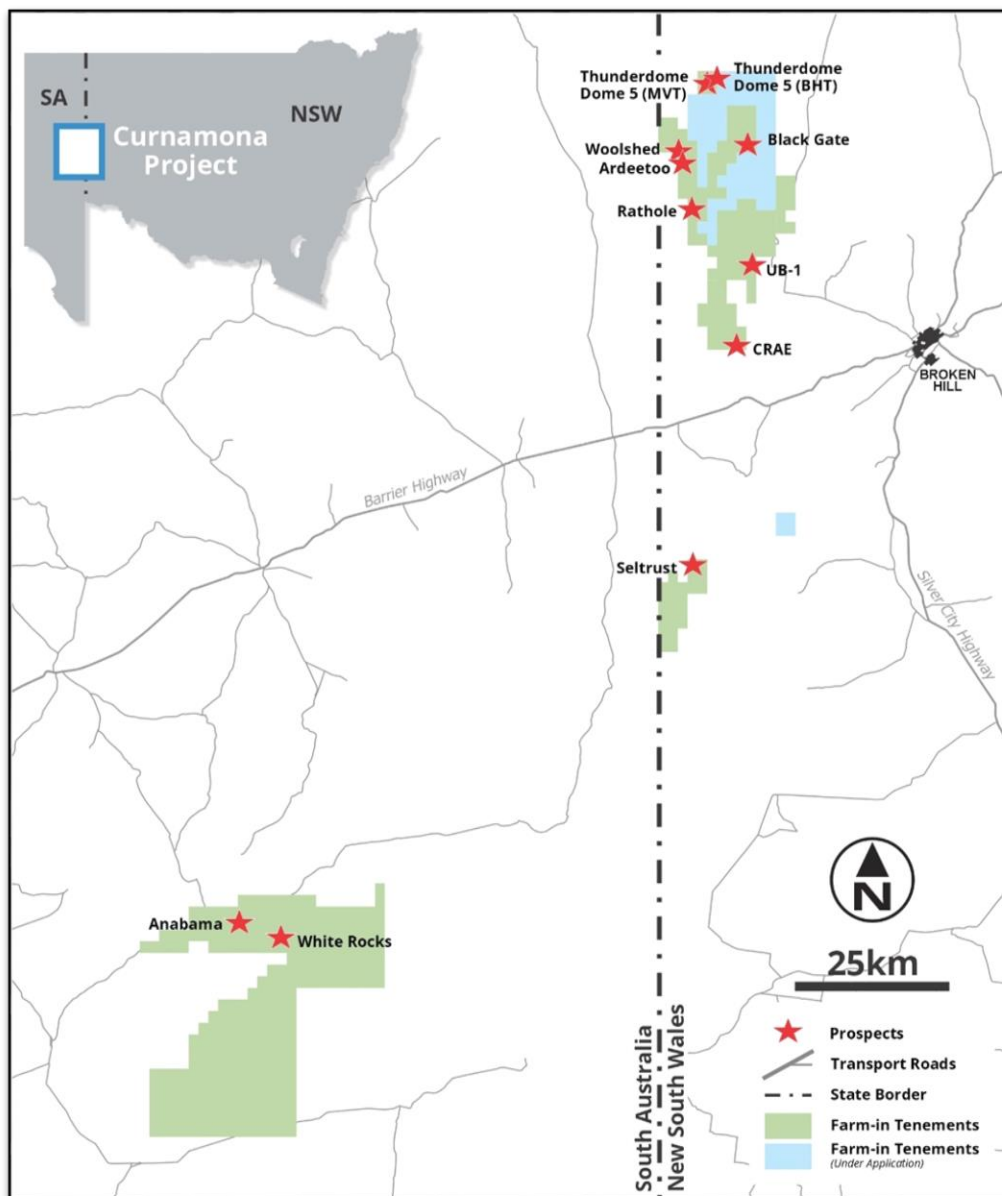 SA
NSW
Curnamona
Project
Thunderdome
Dome 5 (MVT)
Thunderdome
Dome 5 (BHT)
Woolshed
Ardeetoo
Black Gate
Rathole
UB-1
CRAE
BROKEN
HILL
Barrier Highway
Seltrust
Silver City Highway
Anabama
White Rocks
N
25km
South Australia
New South Wales
Prospects
Transport Roads
State Border
Farm-in Tenements
Farm-in Tenements
(Under Application)